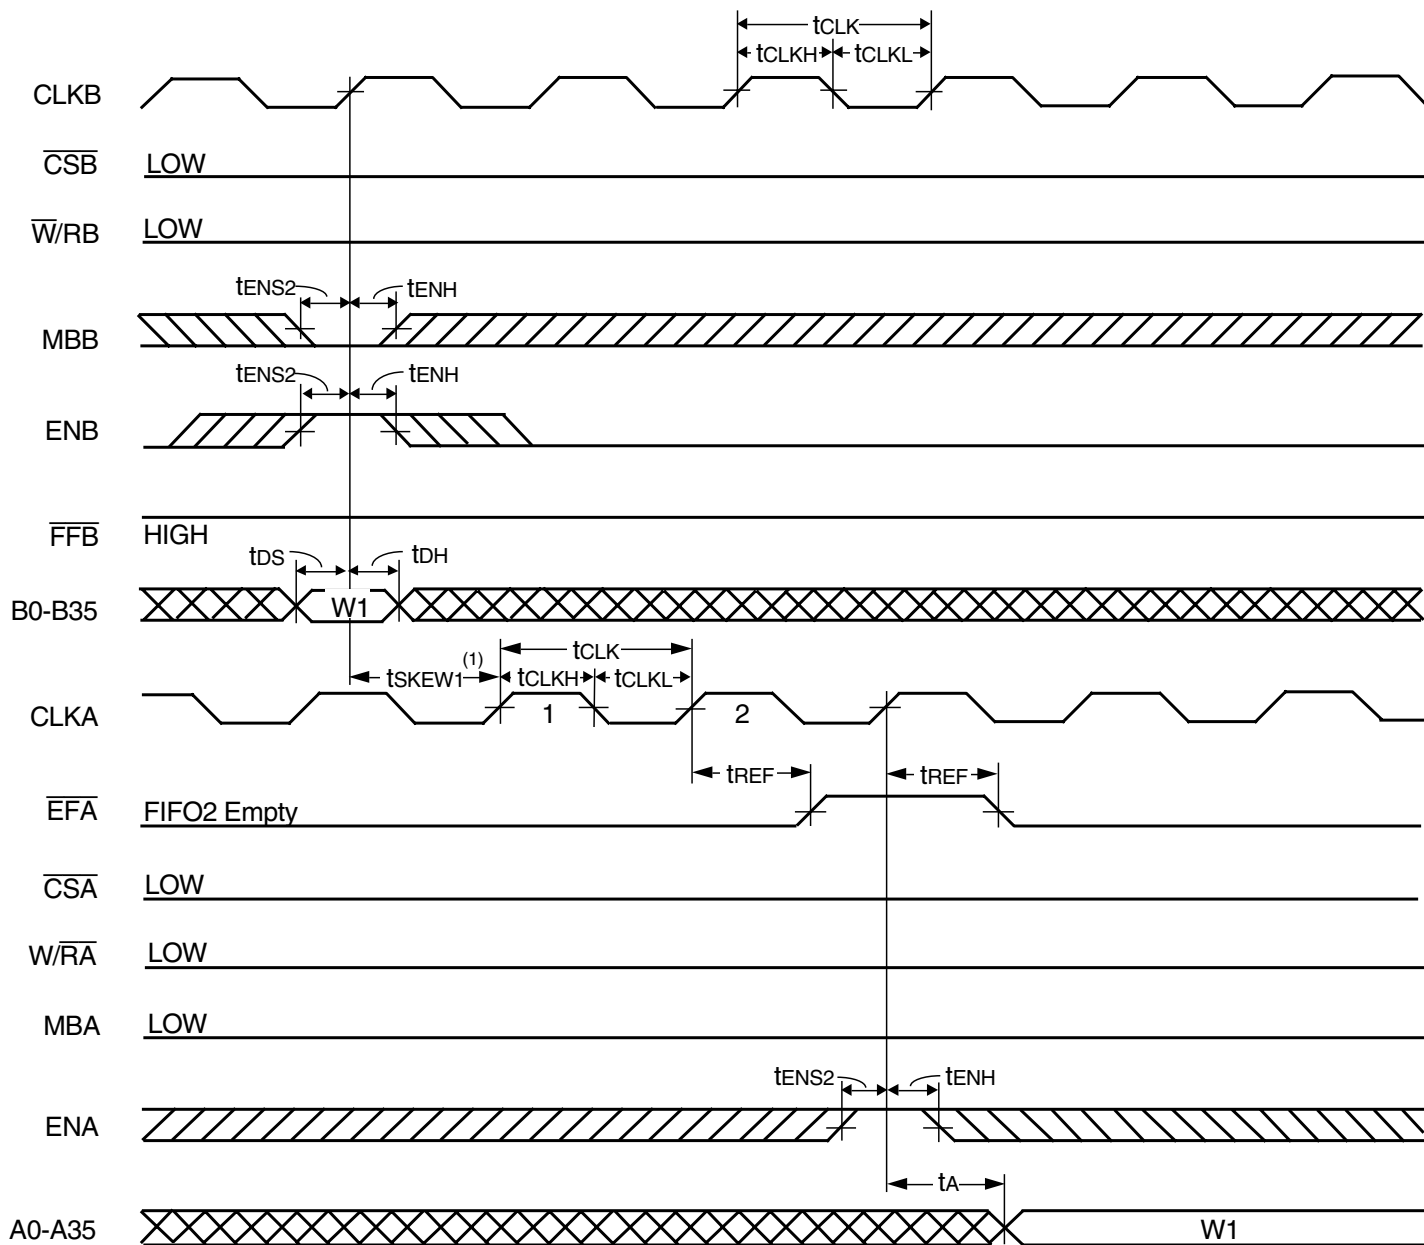 tCLK
tCLKH tCLKL
CLKB
CSB LOW
W/RB LOW
tENS2 tENH
MBB
tENS2 tENH
ENB
FFB HIGH
tDS tDH
B0-B35 W1
tCLK
tSKEW1(1) tCLKH tCLKL
CLKA 1 2
tREF tREF
EFA FIFO2 Empty
CSA LOW
W/RA LOW
MBA LOW
tENS2 tENH
ENA
tA
A0-A35 W1